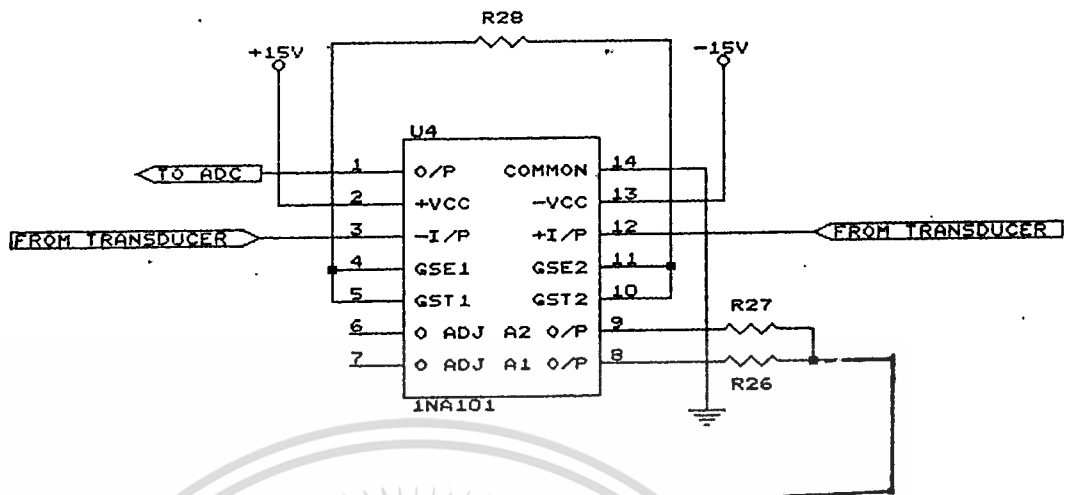 R28
+15V
-15V
U4
TO ADC
1
O/P
COMMON
14
2
+VCC
-VCC
13
FROM TRANSDUCER
3
-I/P
+I/P
12
FROM TRANSDUCER
4
GSE1
GSE2
11
5
GST1
GST2
10
6
O ADJ
A2 O/P
9
R27
7
O ADJ
A1 O/P
8
R26
1NA101